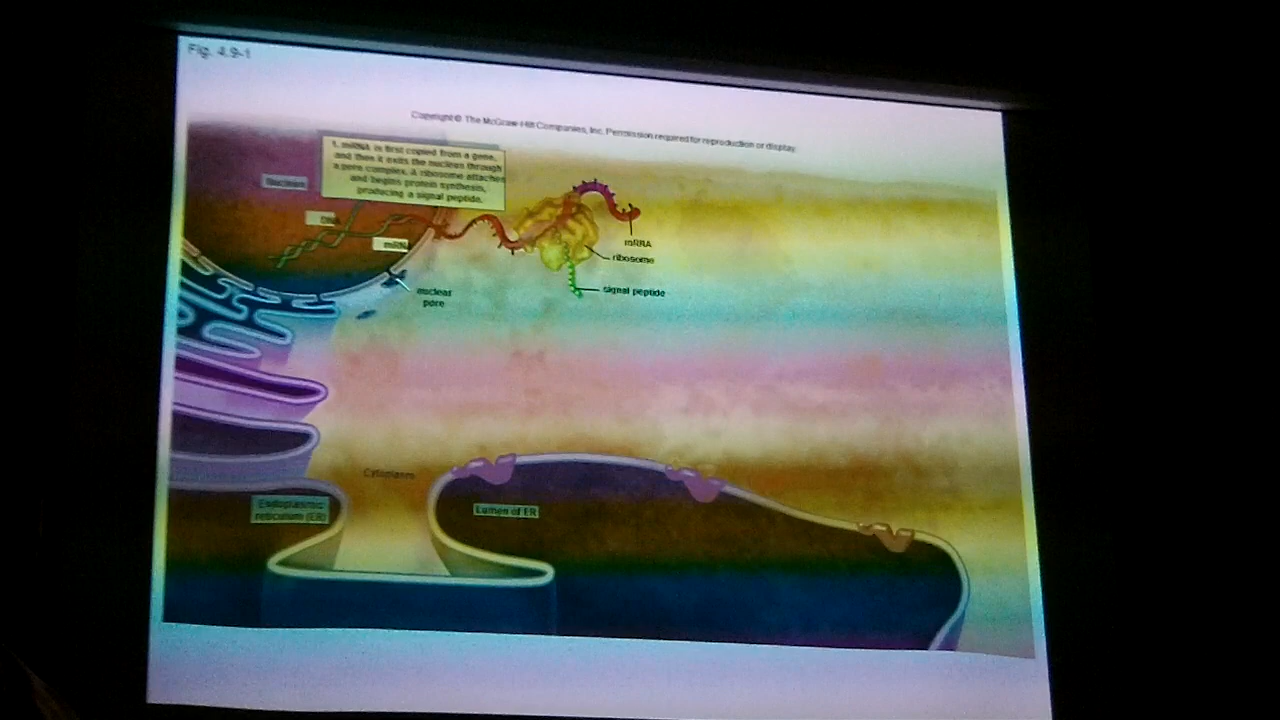 Fig. 4.9-1
Copyright © The McGraw-Hill Companies, Inc. Permission required for reproduction or display.
1. mRNA is first copied from a gene,
and then it exits the nucleus through
a pore complex. A ribosome attaches
and begins protein synthesis,
producing a signal peptide.
Nucleus
DNA
mRN
mRNA
ribosome
signal peptide
nuclear
pore
Cytoplasm
Endoplasmic
reticulum (ER)
Lumen of ER